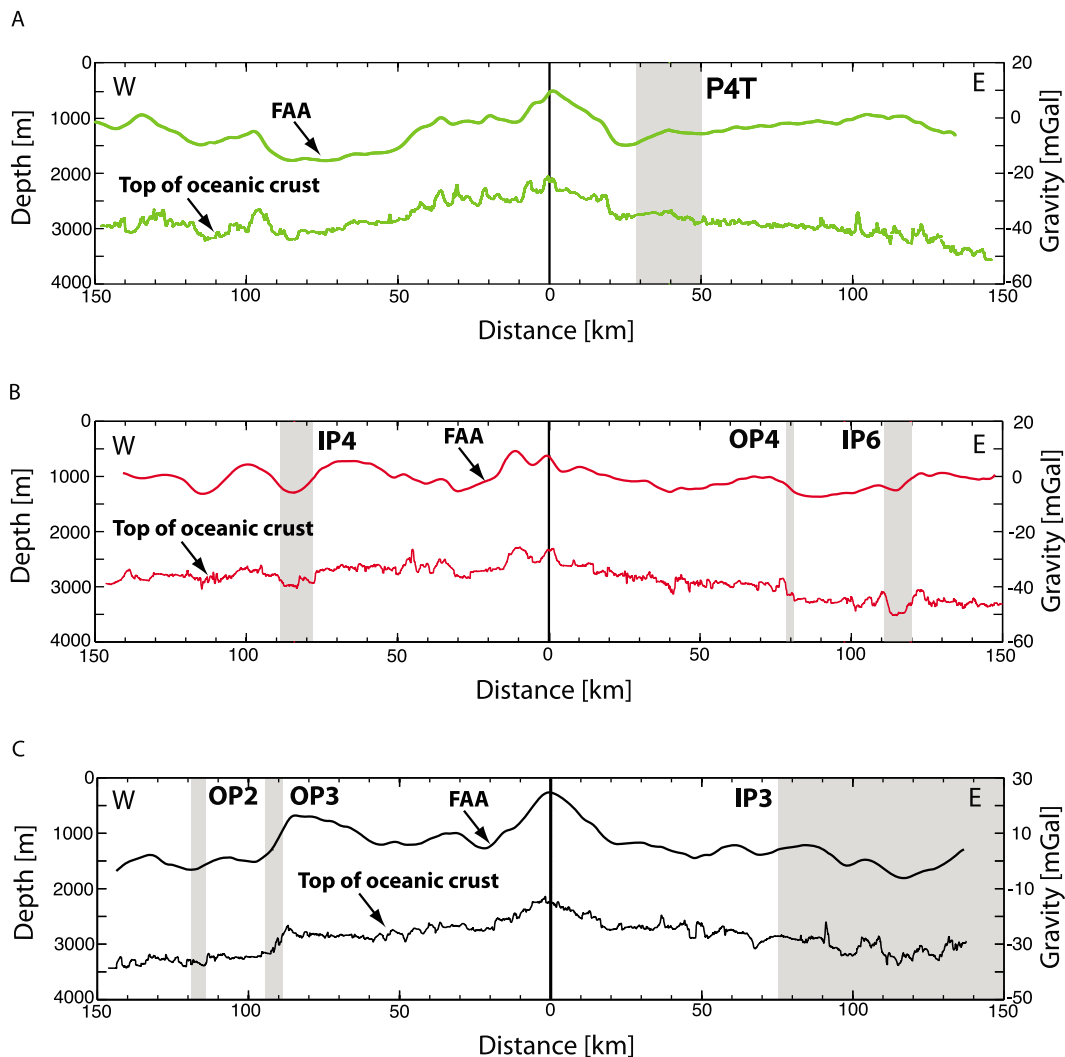 A
0
1000
2000
3000
4000
Depth [m]
W
FAA
Top of oceanic crust
P4T
E
20
0
-20
-40
-60
Gravity [mGal]
150 100 50 0 50 100 150
Distance [km]
B
0
1000
2000
3000
4000
Depth [m]
W
IP4
FAA
Top of oceanic crust
OP4
IP6
E
20
0
-20
-40
-60
Gravity [mGal]
150 100 50 0 50 100 150
Distance [km]
C
0
1000
2000
3000
4000
Depth [m]
W
OP2
OP3
FAA
Top of oceanic crust
IP3
E
30
10
-10
-30
-50
Gravity [mGal]
150 100 50 0 50 100 150
Distance [km]